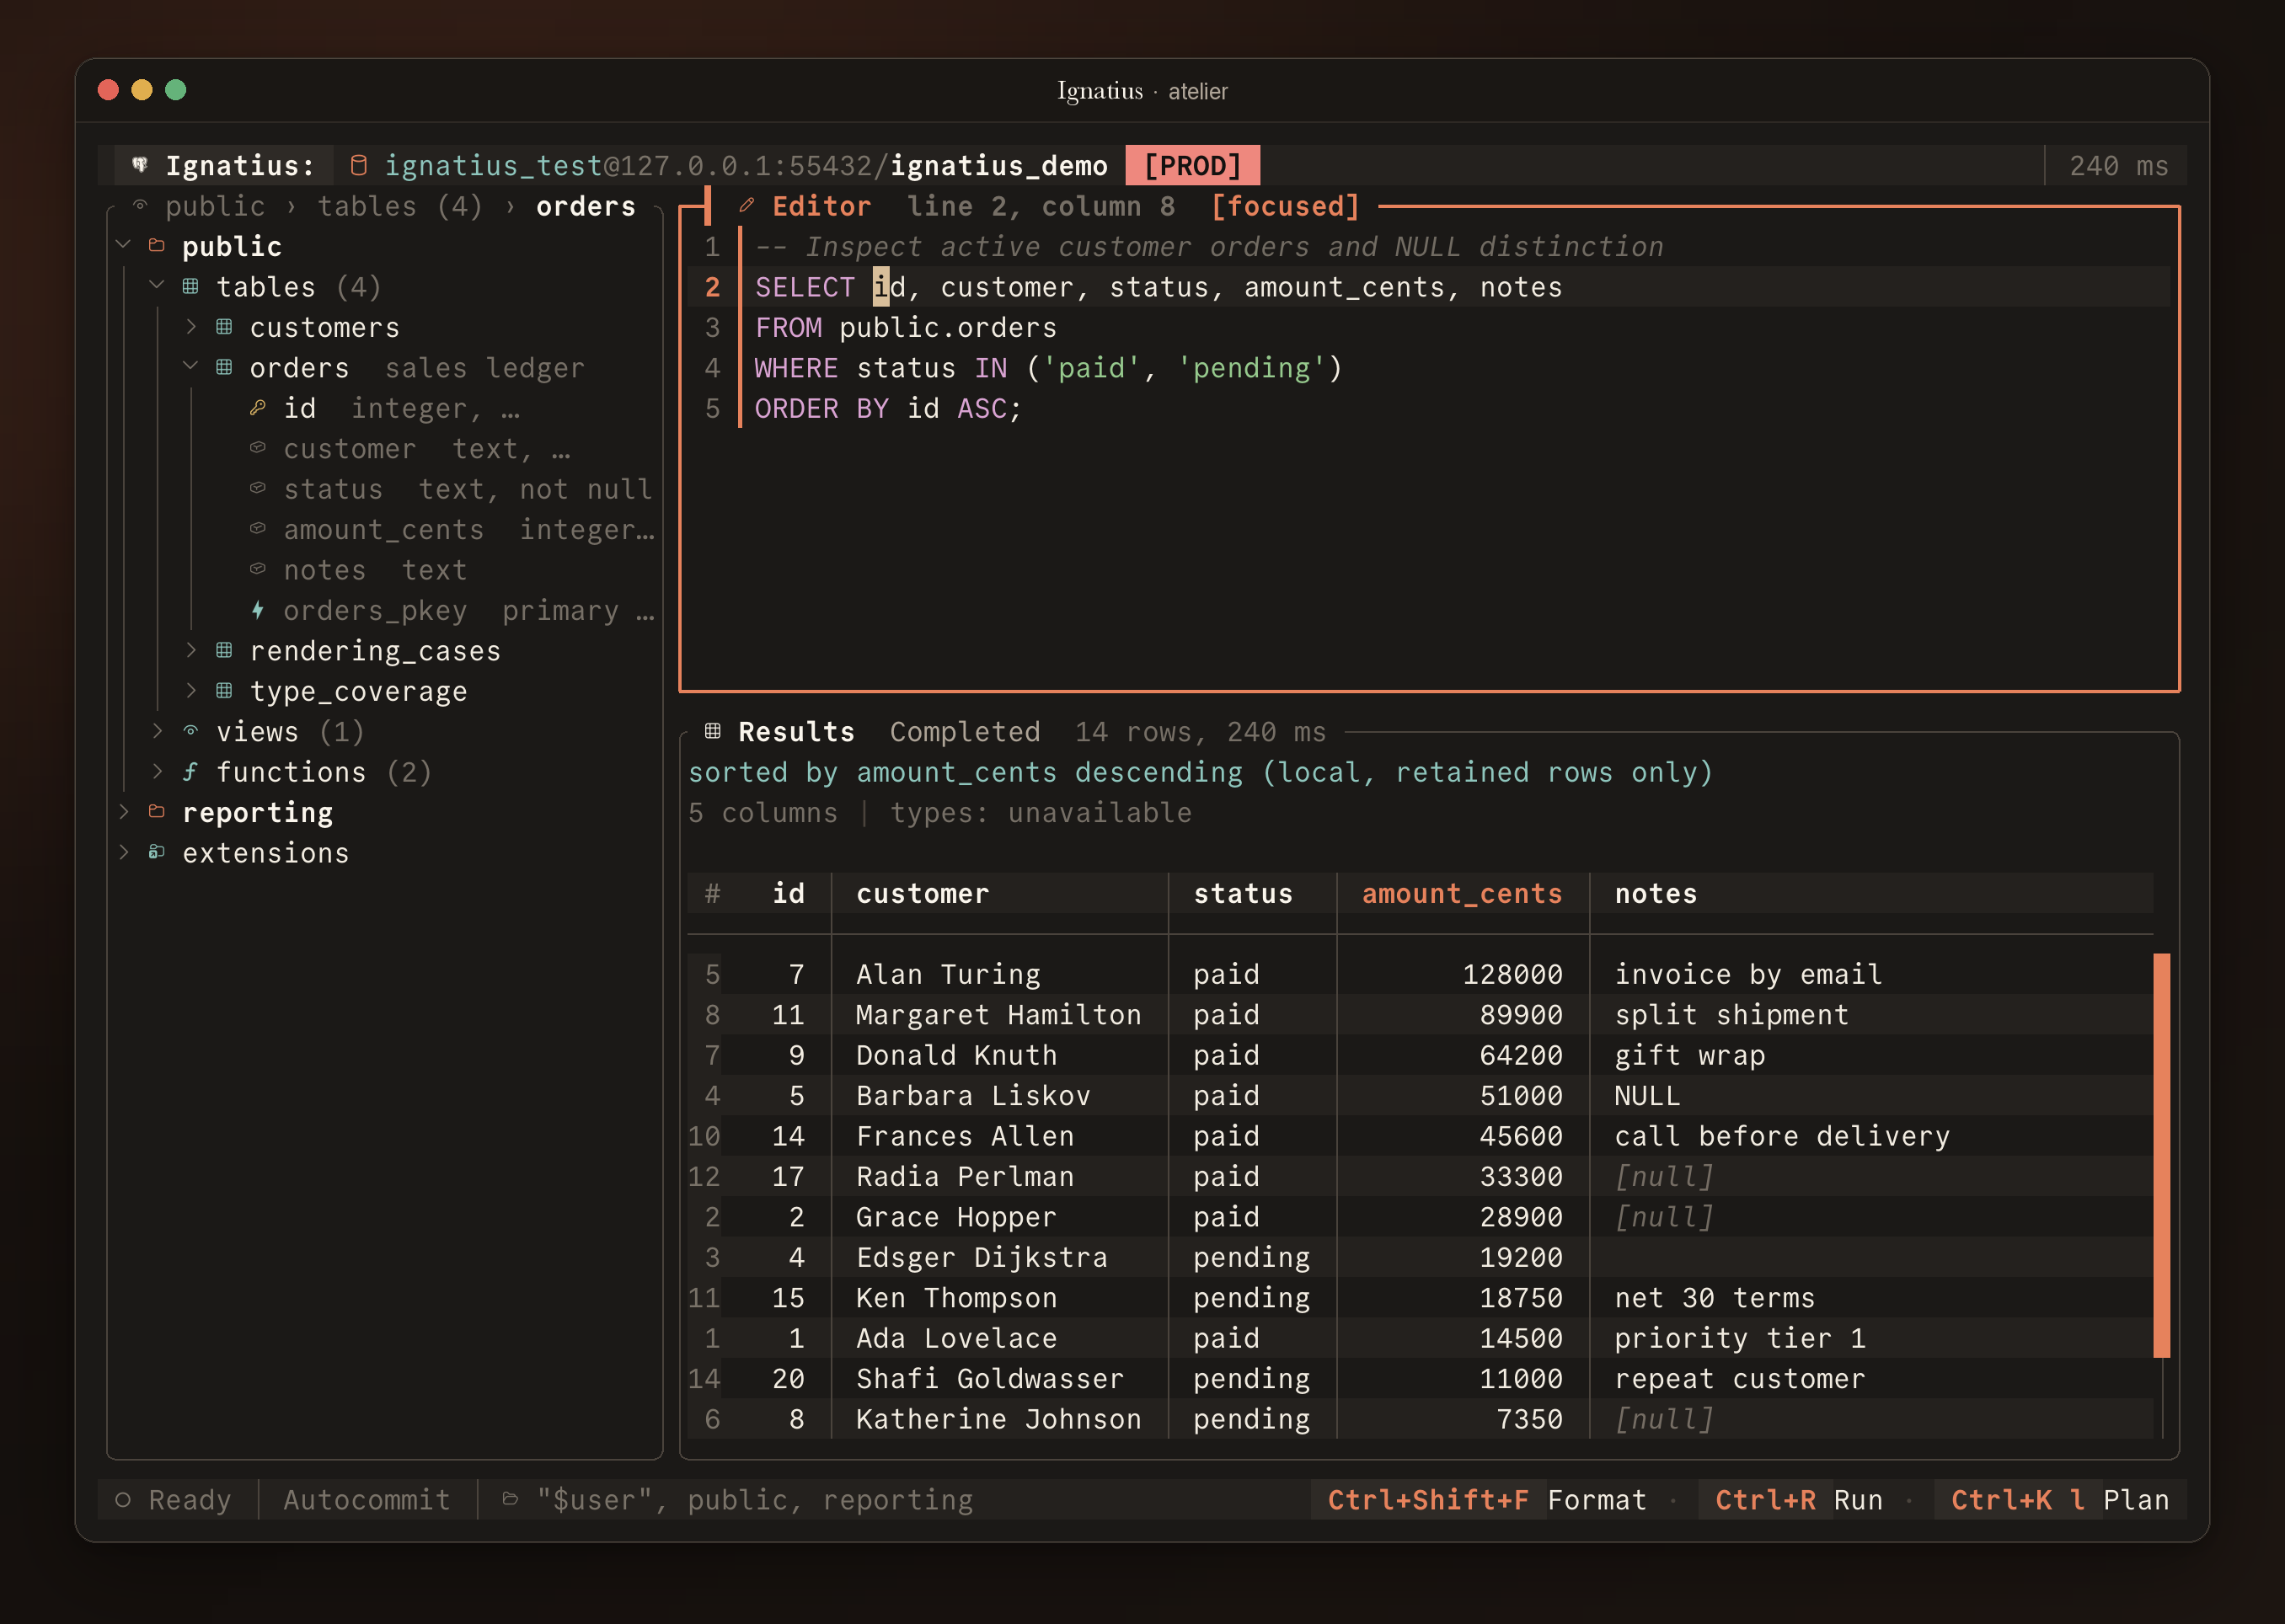 Ignatius · atelier
Ignatius: ignatius_test@127.0.0.1:55432/ignatius_demo [PROD] 240 ms
public › tables (4) › orders
public
tables (4)
customers
orders sales ledger
id integer, …
customer text, …
status text, not null
amount_cents integer…
notes text
orders_pkey primary …
rendering_cases
type_coverage
views (1)
functions (2)
reporting
extensions
Editor line 2, column 8 [focused]
1 -- Inspect active customer orders and NULL distinction
2 SELECT id, customer, status, amount_cents, notes
3 FROM public.orders
4 WHERE status IN ('paid', 'pending')
5 ORDER BY id ASC;
Results Completed 14 rows, 240 ms
sorted by amount_cents descending (local, retained rows only)
5 columns | types: unavailable
# id customer status amount_cents notes
5 7 Alan Turing paid 128000 invoice by email
8 11 Margaret Hamilton paid 89900 split shipment
7 9 Donald Knuth paid 64200 gift wrap
4 5 Barbara Liskov paid 51000 NULL
10 14 Frances Allen paid 45600 call before delivery
12 17 Radia Perlman paid 33300 [null]
2 2 Grace Hopper paid 28900 [null]
3 4 Edsger Dijkstra pending 19200
11 15 Ken Thompson pending 18750 net 30 terms
1 1 Ada Lovelace paid 14500 priority tier 1
14 20 Shafi Goldwasser pending 11000 repeat customer
6 8 Katherine Johnson pending 7350 [null]
Ready Autocommit "$user", public, reporting Ctrl+Shift+F Format · Ctrl+R Run · Ctrl+K l Plan